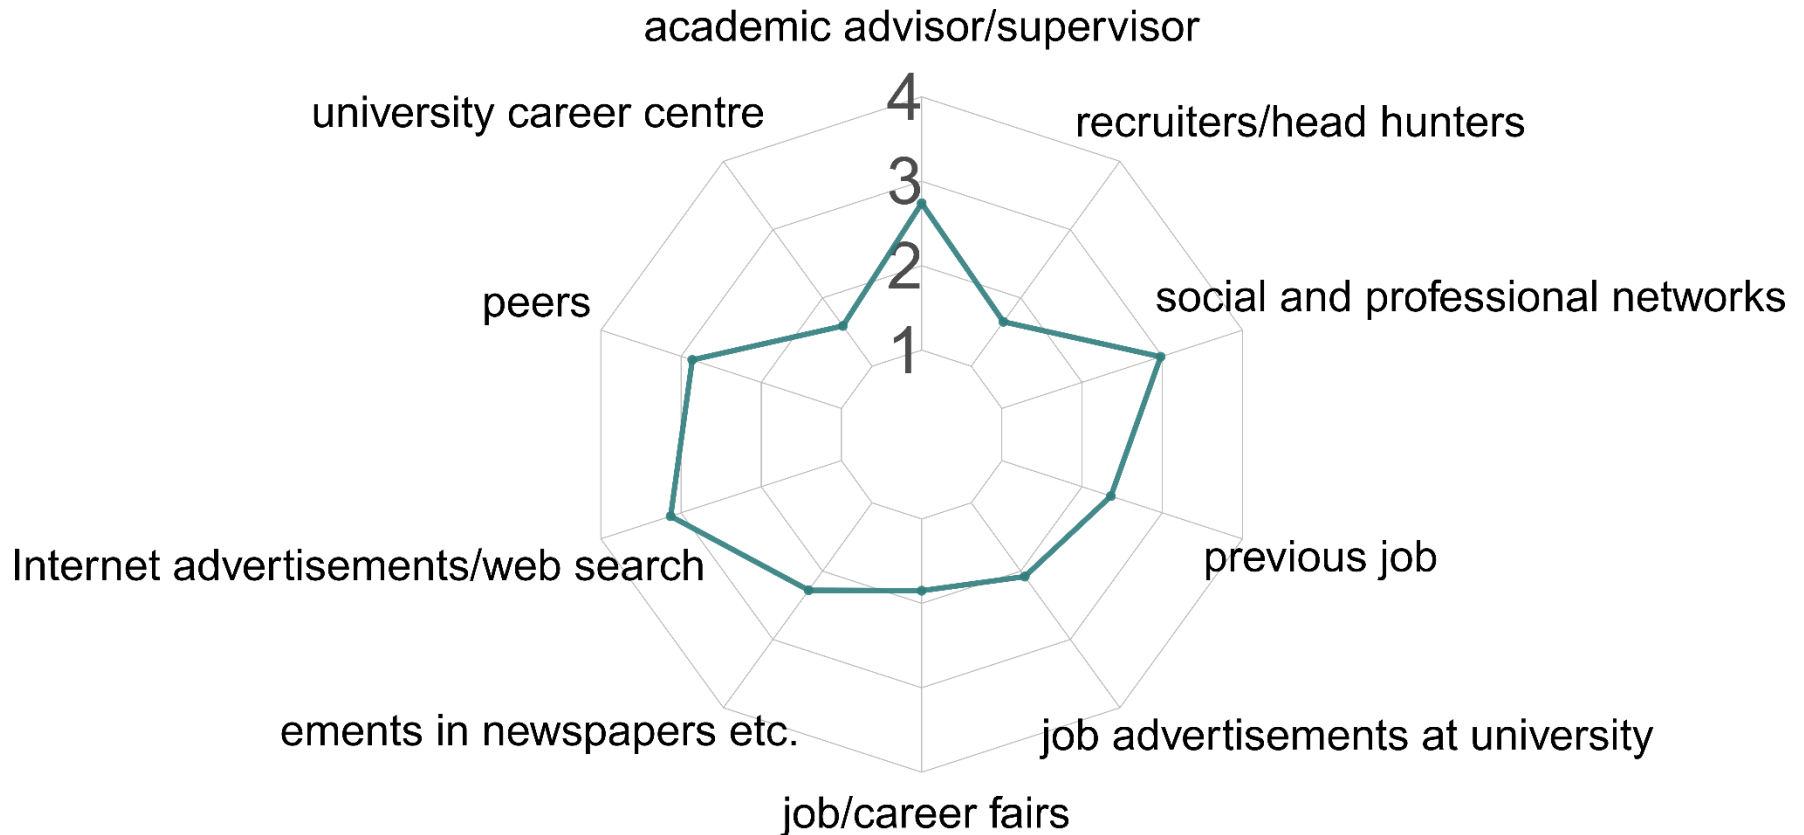 academic advisor/supervisor
university career centre
4
recruiters/head hunters
3
peers
2
social and professional networks
1
Internet advertisements/web search
previous job
ements in newspapers etc.
job advertisements at university
job/career fairs